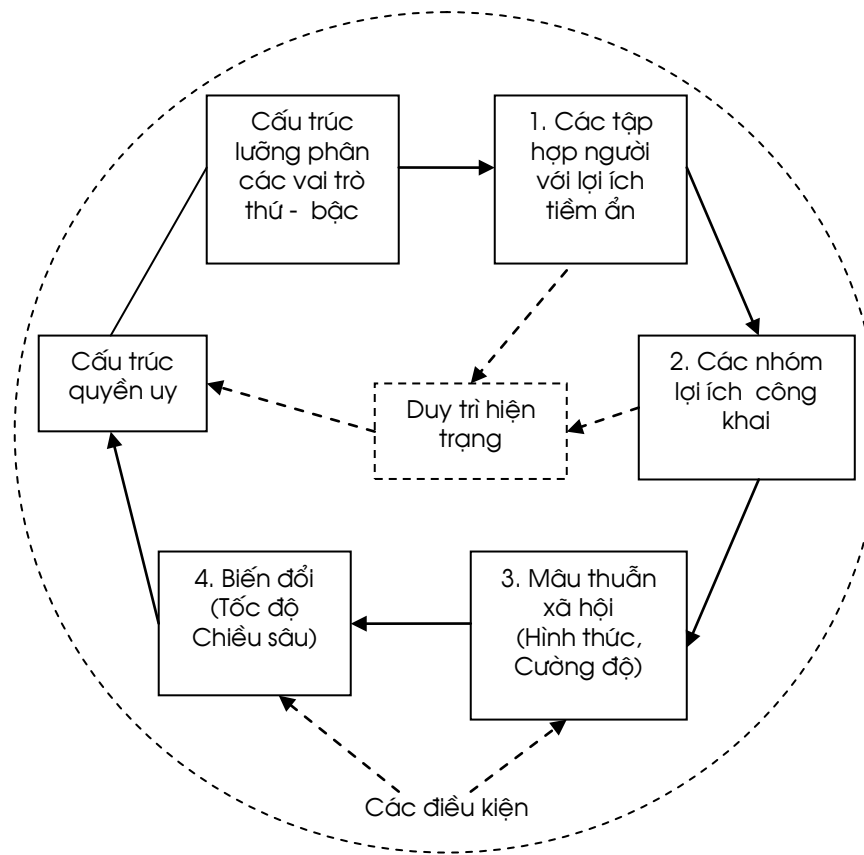 Cấu trúc
lưỡng phân
các vai trò
thứ - bậc
1. Các tập
hợp người
với lợi ích
tiềm ẩn
Cấu trúc
quyền uy
Duy trì hiện
trạng
2. Các nhóm
lợi ích công
khai
4. Biến đổi
(Tốc độ
Chiều sâu)
3. Mâu thuẫn
xã hội
(Hình thức,
Cường độ)
Các điều kiện